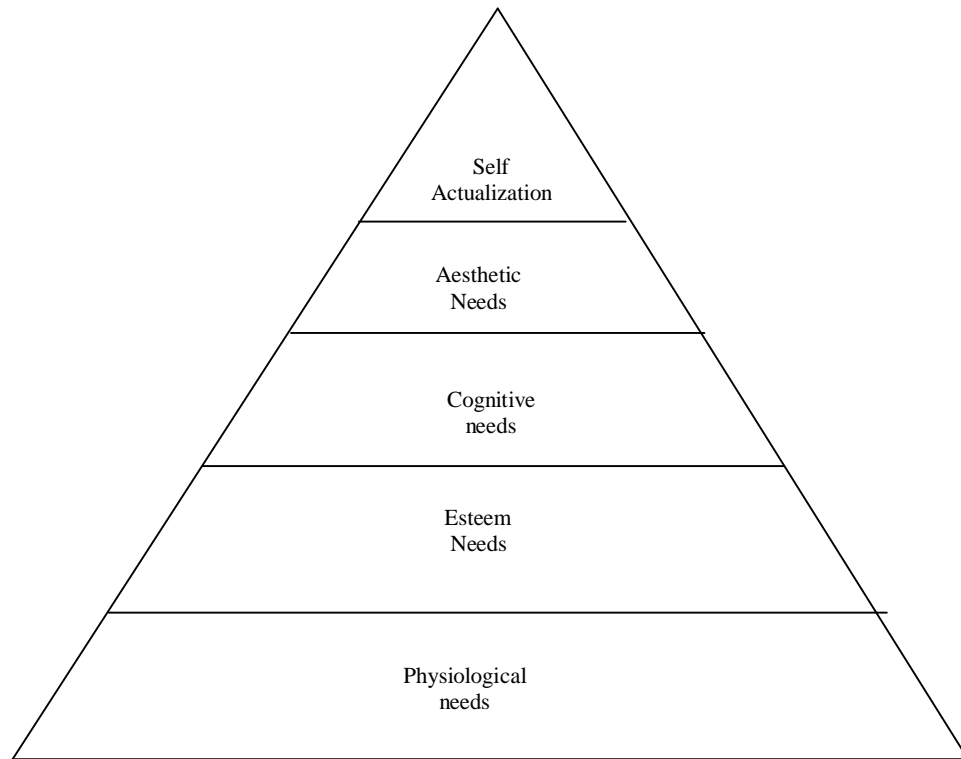 Self
Actualization
Aesthetic
Needs
Cognitive
needs
Esteem
Needs
Physiological
needs